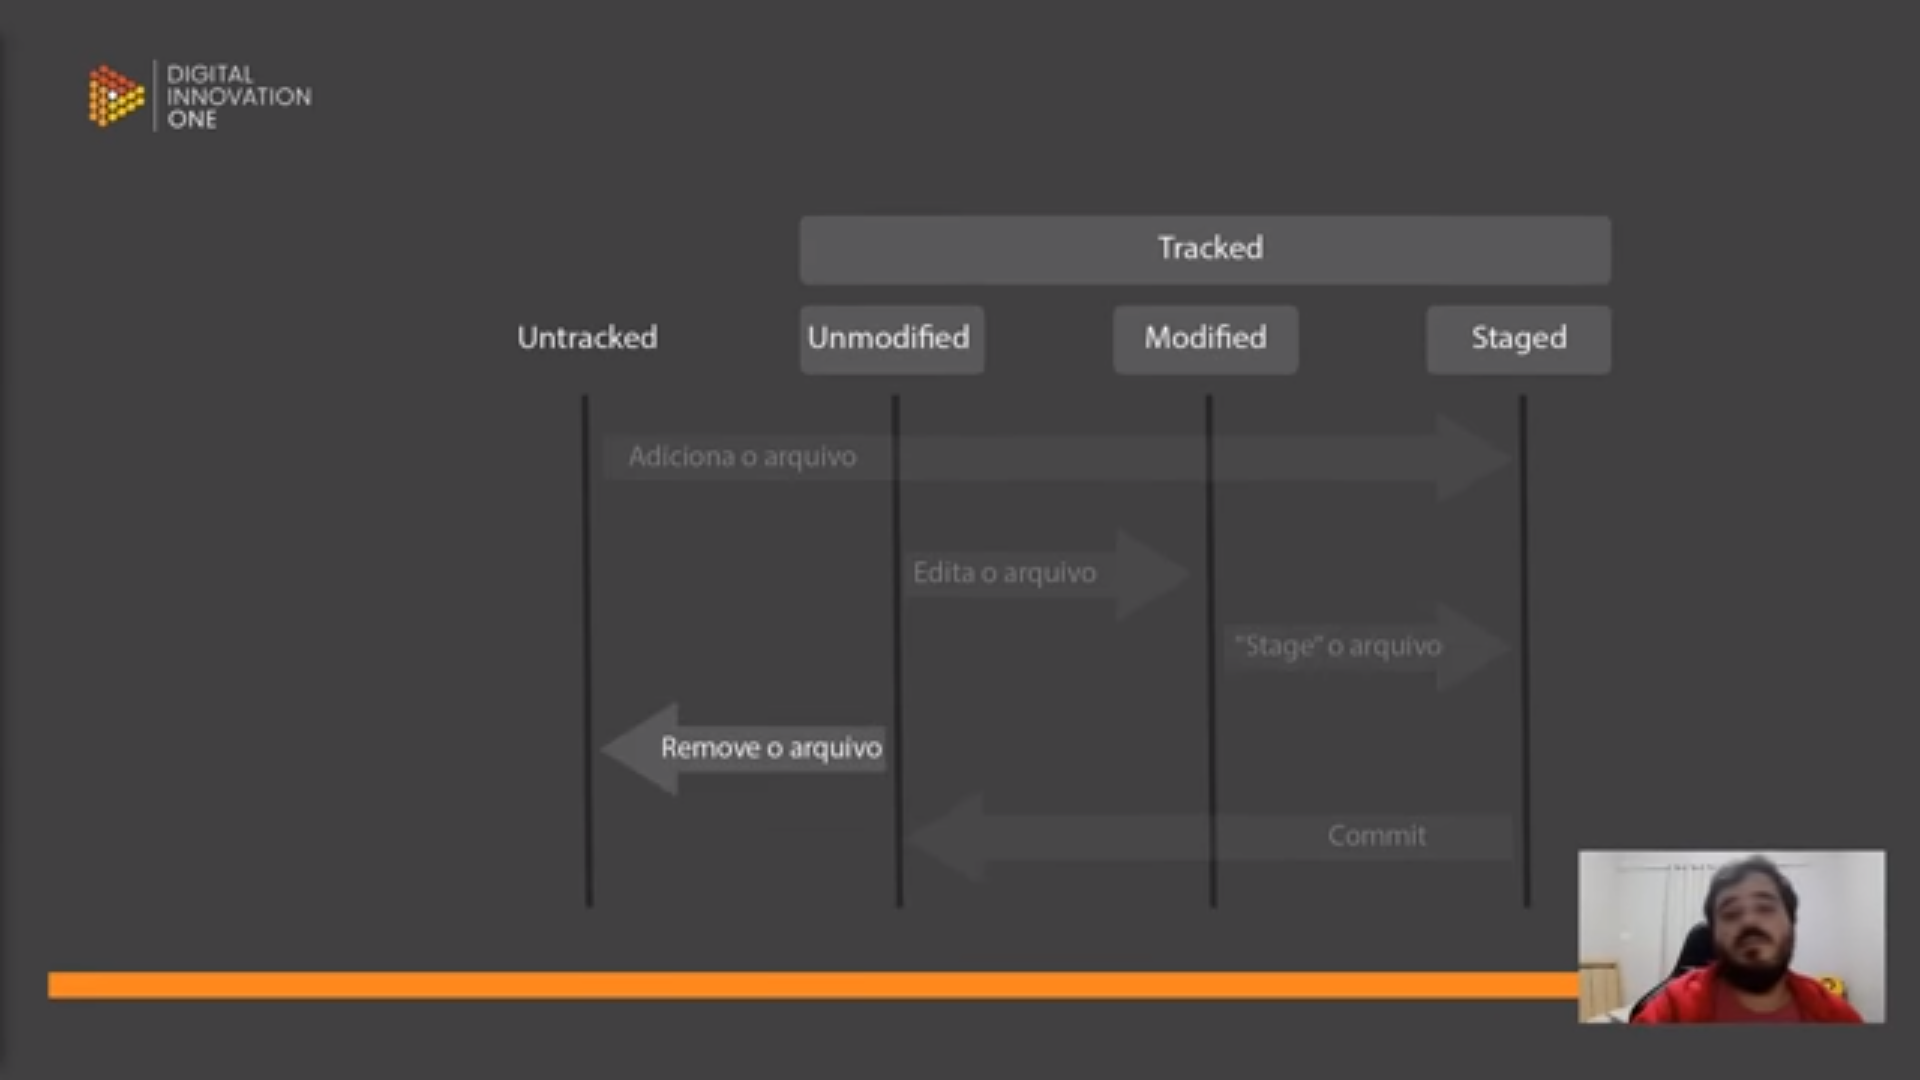 DIGITAL
INNOVATION
ONE
Tracked
Untracked
Unmodified
Modified
Staged
Adiciona o arquivo
Edita o arquivo
"Stage" o arquivo
Remove o arquivo
Commit